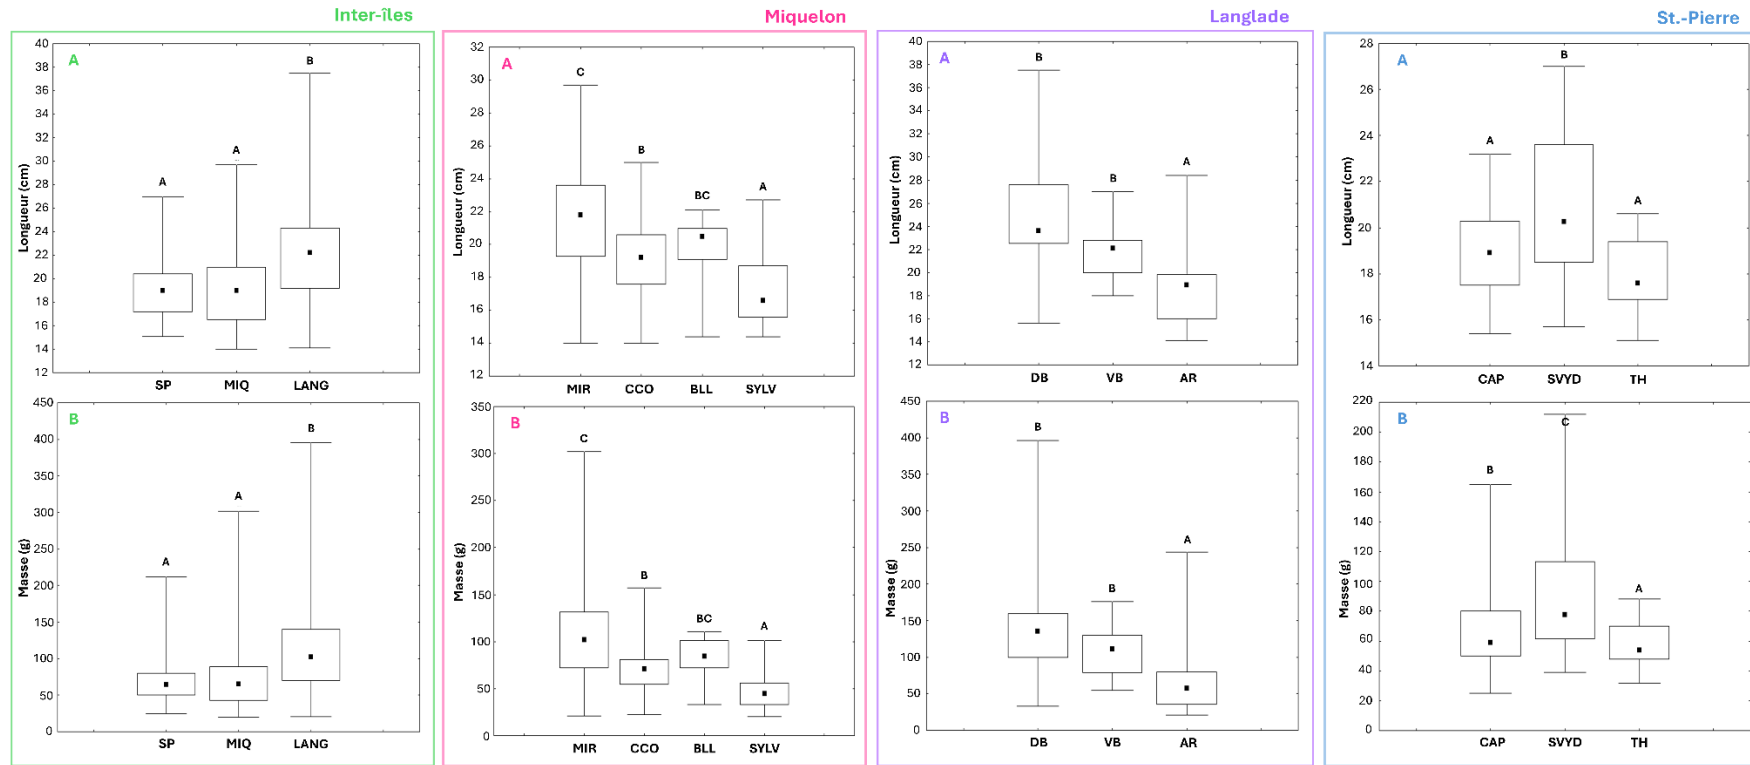 Inter-îles
A
Longueur (cm)
40
38
36
34
32
30
28
26
24
22
20
18
16
14
12
A
A
B
SP MIQ LANG
B
Masse (g)
450
400
350
300
250
200
150
100
50
0
A
A
B
SP MIQ LANG
Miquelon
A
Longueur (cm)
32
30
28
26
24
22
20
18
16
14
12
C
B
BC
A
MIR CCO BLL SYLV
B
Masse (g)
350
300
250
200
150
100
50
0
C
B
BC
A
MIR CCO BLL SYLV
Langlade
A
Longueur (cm)
40
38
36
34
32
30
28
26
24
22
20
18
16
14
12
B
B
A
DB VB AR
B
Masse (g)
450
400
350
300
250
200
150
100
50
0
B
B
A
DB VB AR
St.-Pierre
A
Longueur (cm)
28
26
24
22
20
18
16
14
A
B
A
CAP SVYD TH
B
Masse (g)
220
200
180
160
140
120
100
80
60
40
20
0
B
C
A
CAP SVYD TH